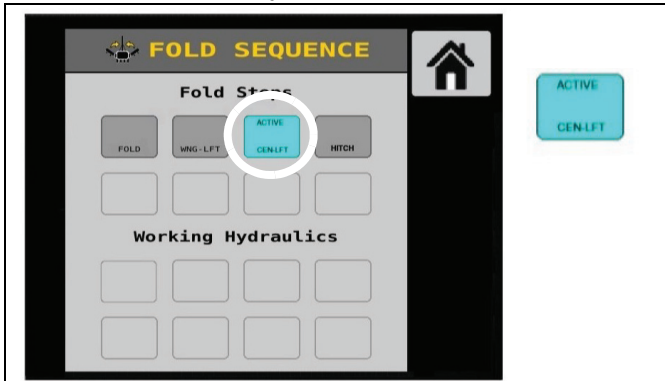 FOLD SEQUENCE
Fold Steps
ACTIVE
FOLD WNG-LFT CEN-LFT HITCH
Working Hydraulics
ACTIVE
CEN-LFT